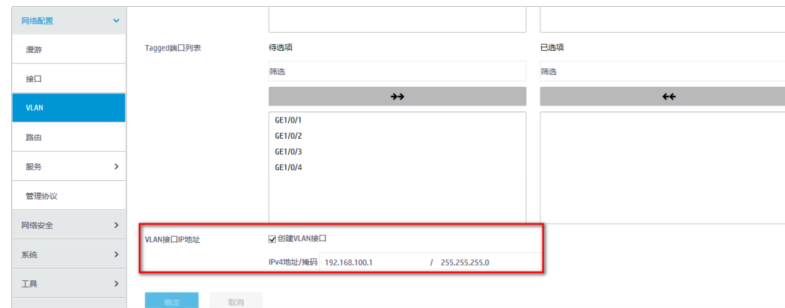 网络配置
漫游
接口
VLAN
路由
服务
管理协议
网络安全
系统
工具
Tagged端口列表
待选项
已选项
筛选
筛选
GE1/0/1
GE1/0/2
GE1/0/3
GE1/0/4
VLAN接口IP地址
创建VLAN接口
IPv4地址/掩码 192.168.100.1 / 255.255.255.0
确定
取消